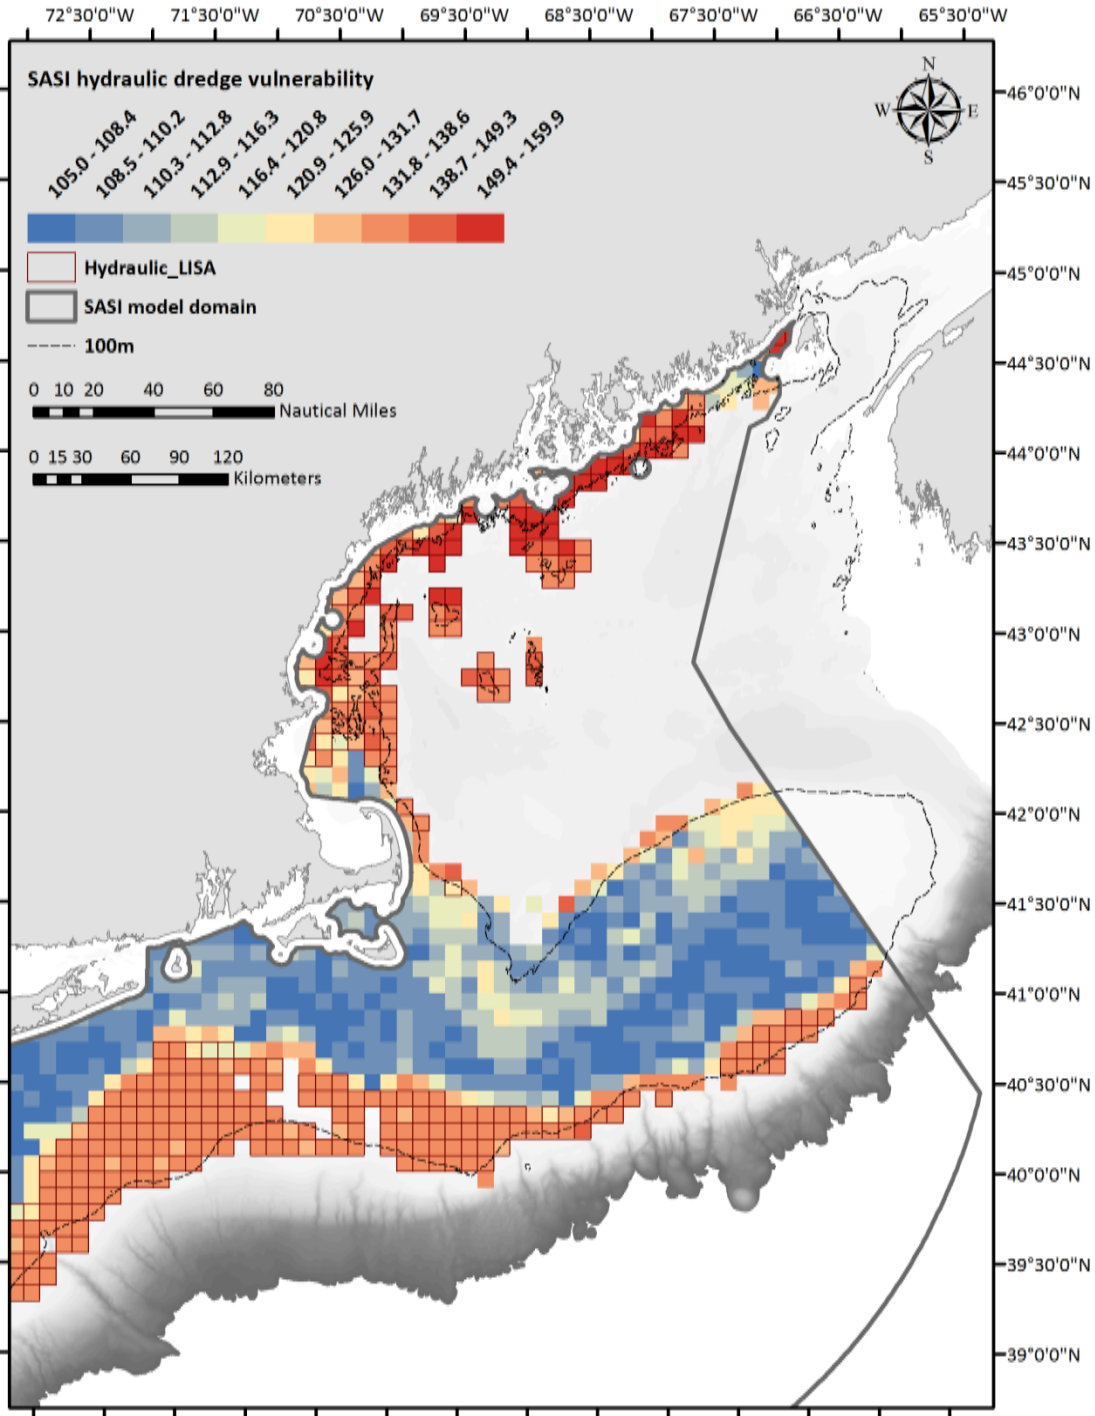 72°30'0"W 71°30'0"W 70°30'0"W 69°30'0"W 68°30'0"W 67°30'0"W 66°30'0"W 65°30'0"W
SASI hydraulic dredge vulnerability
105.0 - 108.4
108.5 - 110.2
110.3 - 112.8
112.9 - 116.3
116.4 - 120.8
120.9 - 125.9
126.0 - 131.7
131.8 - 138.6
138.7 - 149.3
149.4 - 159.9
Hydraulic_LISA
SASI model domain
100m
0 10 20 40 60 80
Nautical Miles
0 15 30 60 90 120
Kilometers
N
W E
S
46°0'0"N
45°30'0"N
45°0'0"N
44°30'0"N
44°0'0"N
43°30'0"N
43°0'0"N
42°30'0"N
42°0'0"N
41°30'0"N
41°0'0"N
40°30'0"N
40°0'0"N
39°30'0"N
39°0'0"N